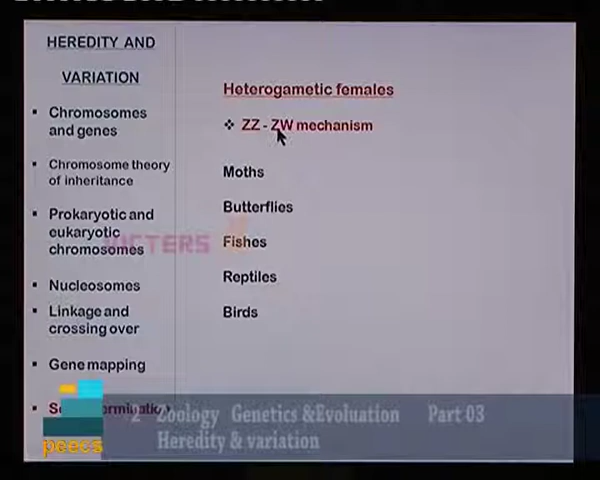 HEREDITY AND
VARIATION
Chromosomes
and genes
Chromosome theory
of inheritance
Prokaryotic and
eukaryotic
chromosomes
Nucleosomes
Linkage and
crossing over
Gene mapping
Heterogametic females
ZZ - ZW mechanism
Moths
Butterflies
Fishes
Reptiles
Birds
VICTERS
2 Zoology Genetics &Evolution Part 03
Heredity & variation
peecs